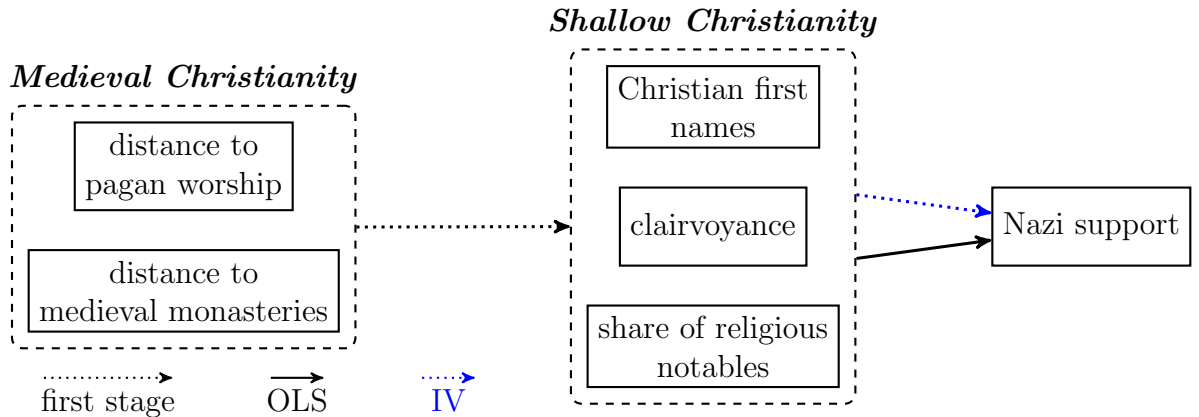 Shallow Christianity
Medieval Christianity
Christian first
names
distance to
pagan worship
clairvoyance
Nazi support
distance to
medieval monasteries
share of religious
notables
first stage
OLS
IV